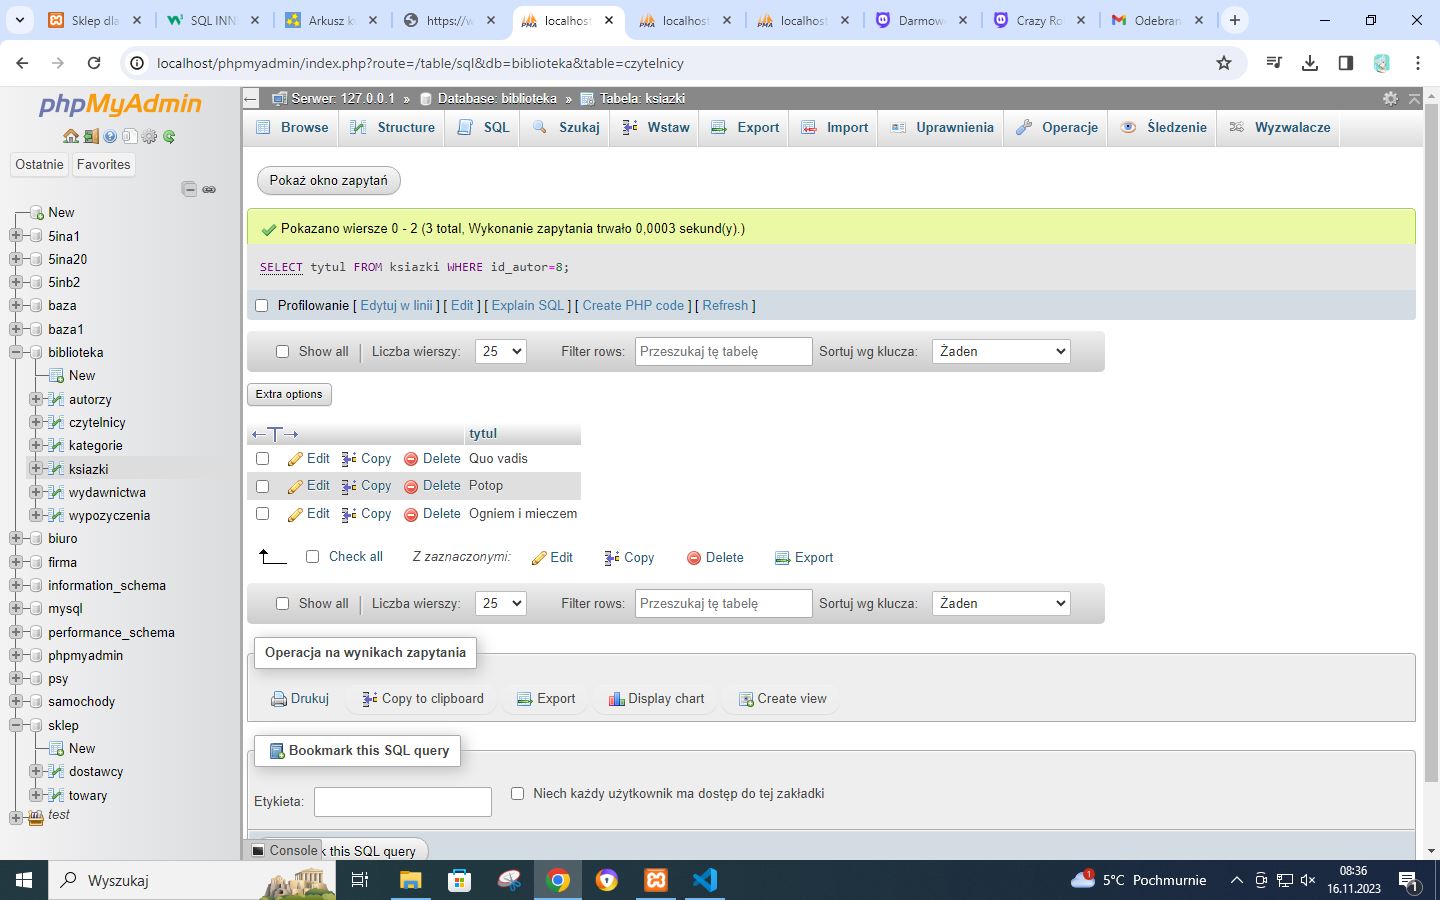 Sklep dla
SQL INN
Arkusz k
https://w
localhost
localhost
localhost
Darmow
Crazy Ro
Odebran
localhost/phpmyadmin/index.php?route=/table/sql&db=biblioteka&table=czytelnicy
phpMyAdmin
Ostatnie
Favorites
New
5ina1
5ina20
5inb2
baza
baza1
biblioteka
New
autorzy
czytelnicy
kategorie
ksiazki
wydawnictwa
wypozyczenia
biuro
firma
information_schema
mysql
performance_schema
phpmyadmin
psy
samochody
sklep
New
dostawcy
towary
test
Serwer: 127.0.0.1 » Database: biblioteka » Tabela: ksiazki
Browse Structure SQL Szukaj Wstaw Export Import Uprawnienia Operacje Śledzenie Wyzwalacze
Pokaż okno zapytań
Pokazano wiersze 0 - 2 (3 total, Wykonanie zapytania trwało 0,0003 sekund(y).)
SELECT tytul FROM ksiazki WHERE id_autor=8;
Profilowanie [ Edytuj w linii ] [ Edit ] [ Explain SQL ] [ Create PHP code ] [ Refresh ]
Show all Liczba wierszy: 25 Filter rows: Przeszukaj tę tabelę Sortuj wg klucza: Żaden
Extra options
tytul
Edit Copy Delete Quo vadis
Edit Copy Delete Potop
Edit Copy Delete Ogniem i mieczem
Check all Z zaznaczonymi: Edit Copy Delete Export
Show all Liczba wierszy: 25 Filter rows: Przeszukaj tę tabelę Sortuj wg klucza: Żaden
Operacja na wynikach zapytania
Drukuj Copy to clipboard Export Display chart Create view
Bookmark this SQL query
Etykieta: Niech każdy użytkownik ma dostęp do tej zakładki
Console this SQL query
Wyszukaj
1
5°C Pochmurnie
08:36
16.11.2023
1